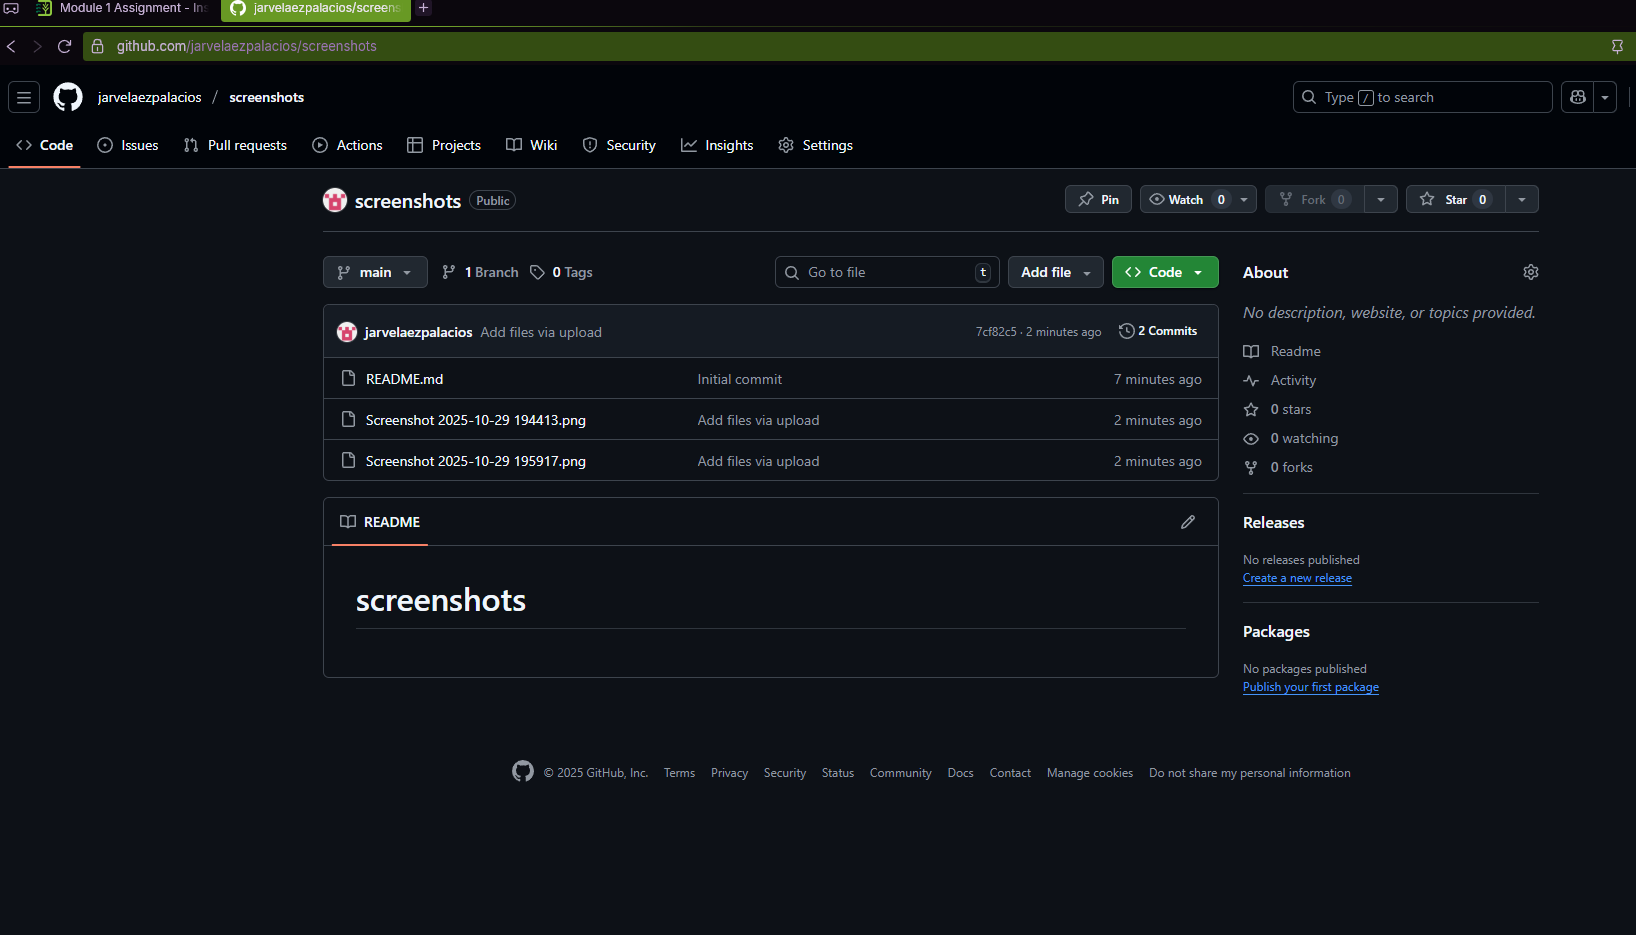 Module 1 Assignment - Ins
jarvelaezpalacios/screens
github.com/jarvelaezpalacios/screenshots
jarvelaezpalacios / screenshots
Type / to search
Code Issues Pull requests Actions Projects Wiki Security Insights Settings
screenshots Public
Pin Watch 0 Fork 0 Star 0
main 1 Branch 0 Tags Go to file t Add file Code
jarvelaezpalacios Add files via upload 7cf82c5 · 2 minutes ago 2 Commits
README.md Initial commit 7 minutes ago
Screenshot 2025-10-29 194413.png Add files via upload 2 minutes ago
Screenshot 2025-10-29 195917.png Add files via upload 2 minutes ago
README
screenshots
About
No description, website, or topics provided.
Readme
Activity
0 stars
0 watching
0 forks
Releases
No releases published
Create a new release
Packages
No packages published
Publish your first package
© 2025 GitHub, Inc. Terms Privacy Security Status Community Docs Contact Manage cookies Do not share my personal information